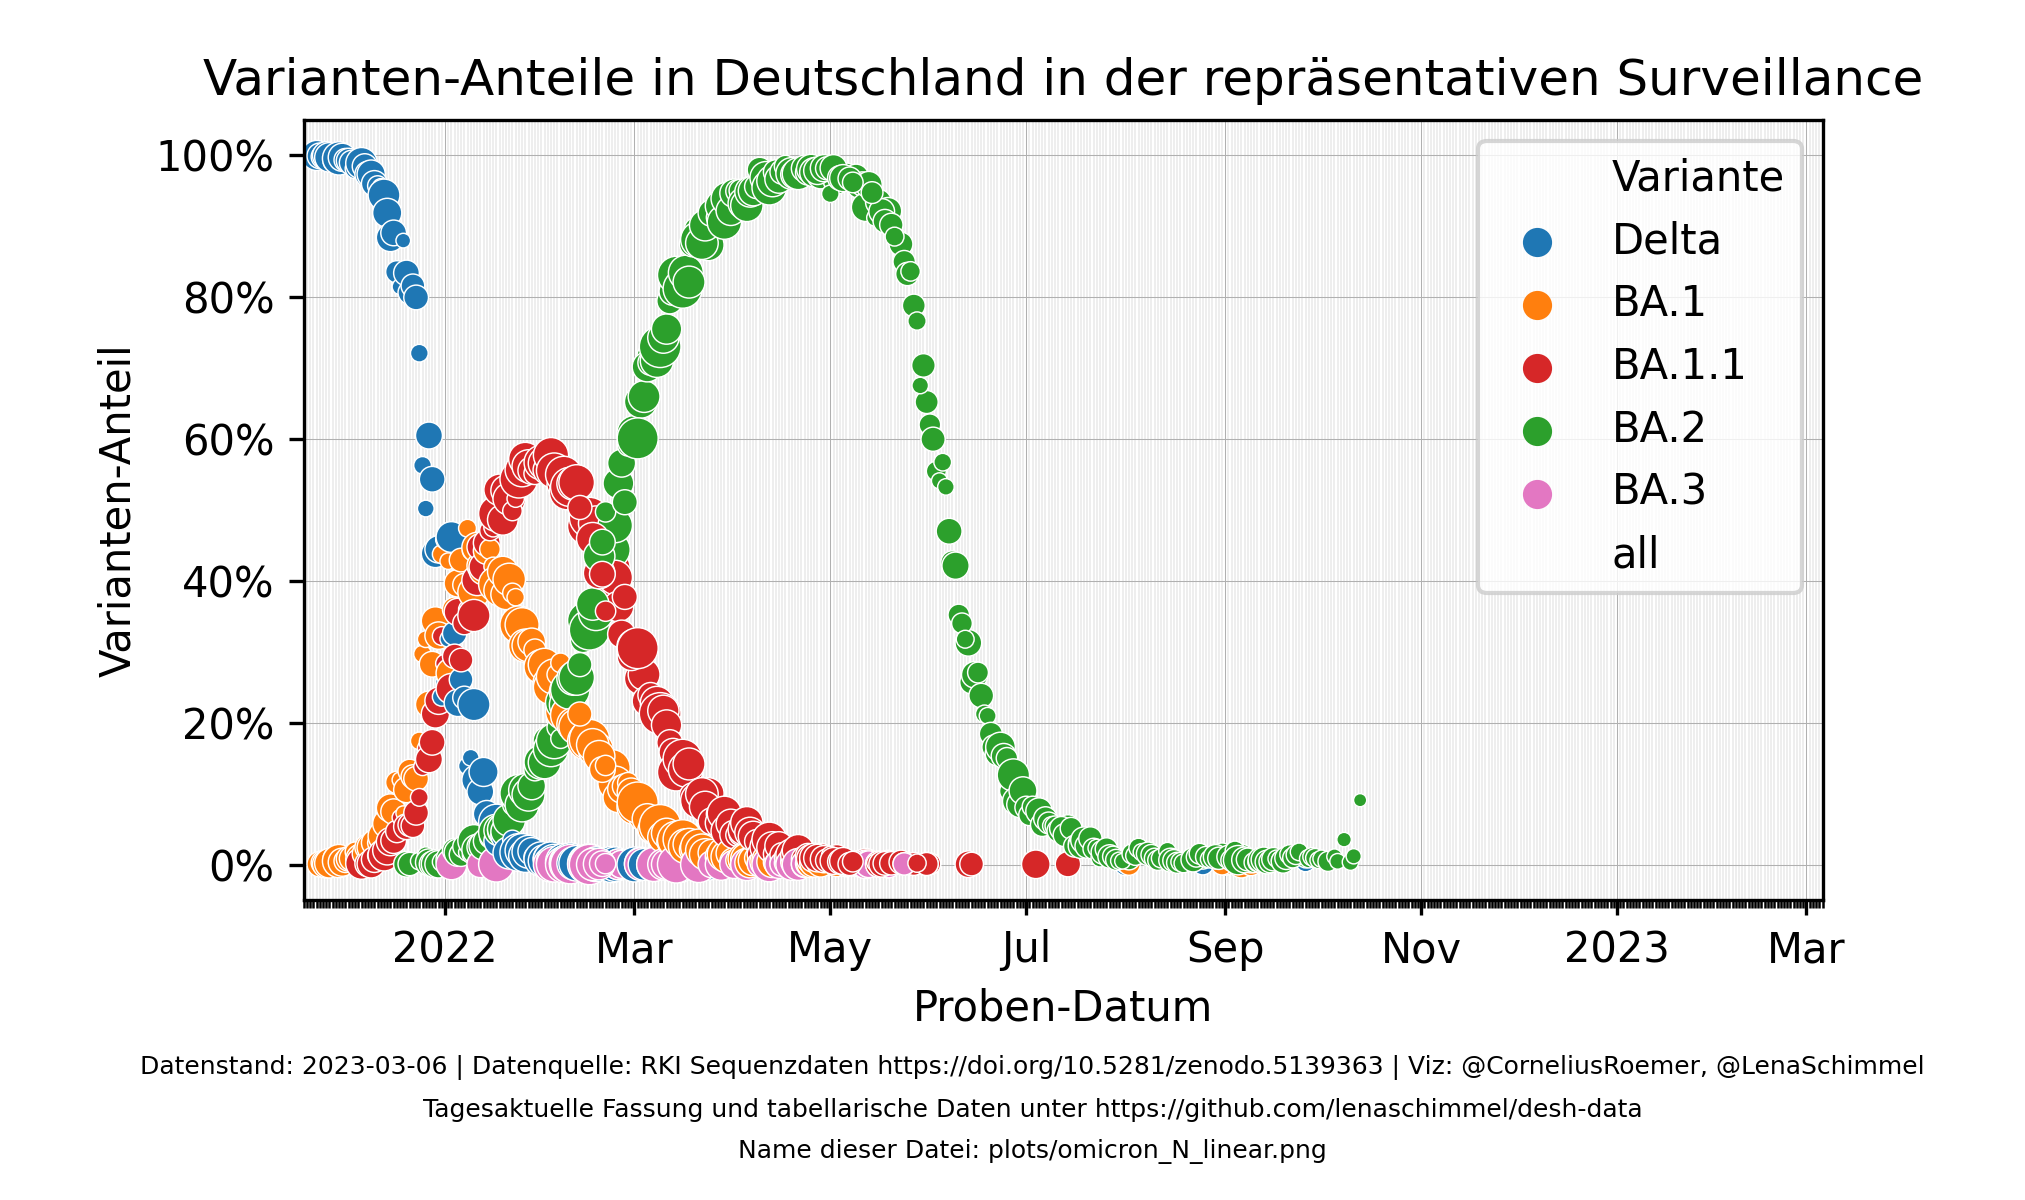 Varianten-Anteile in Deutschland in der repräsentativen Surveillance
Varianten-Anteil
100%
80%
60%
40%
20%
0%
Variante
Delta
BA.1
BA.1.1
BA.2
BA.3
all
2022 Mar May Jul Sep Nov 2023 Mar
Proben-Datum
Datenstand: 2023-03-06 | Datenquelle: RKI Sequenzdaten https://doi.org/10.5281/zenodo.5139363 | Viz: @CorneliusRoemer, @LenaSchimmel
Tagesaktuelle Fassung und tabellarische Daten unter https://github.com/lenaschimmel/desh-data
Name dieser Datei: plots/omicron_N_linear.png